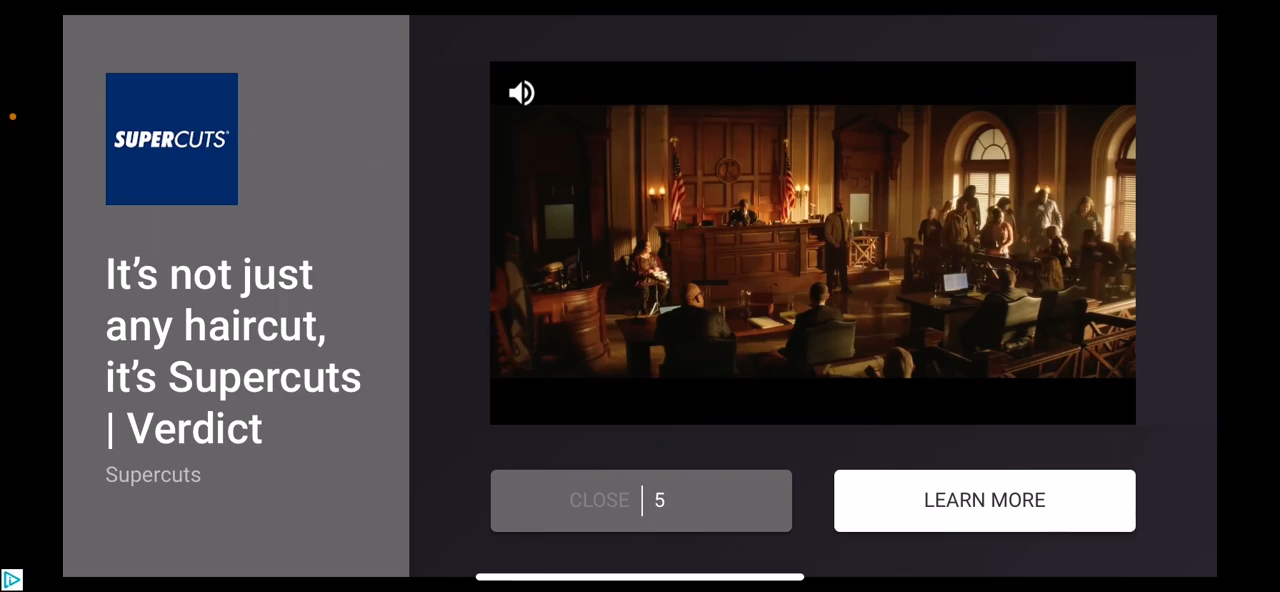 SUPERCUTS
It’s not just
any haircut,
it’s Supercuts
| Verdict
Supercuts
CLOSE | 5
LEARN MORE